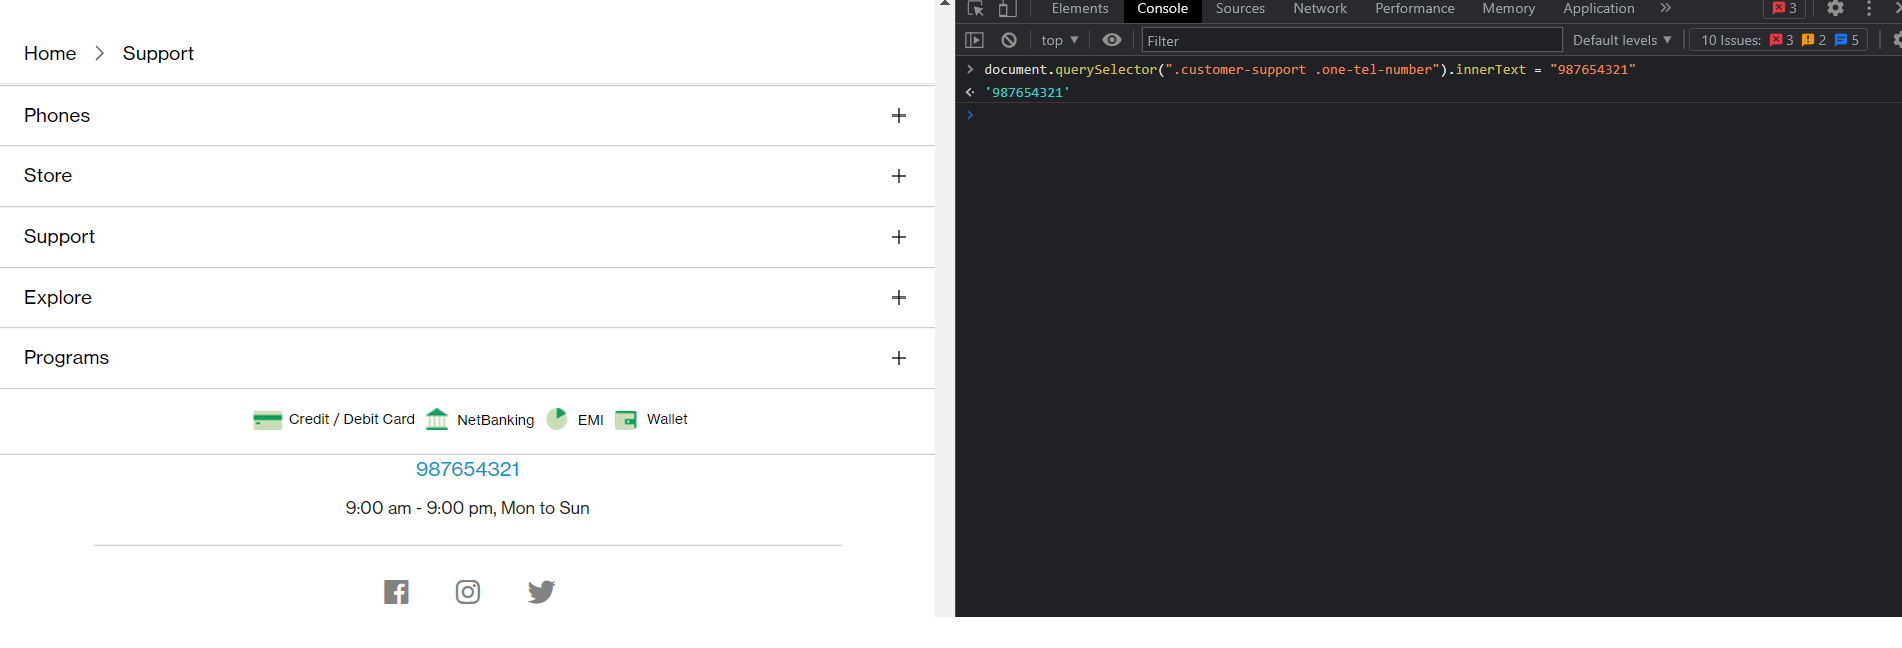 Home > Support
Phones +
Store +
Support +
Explore +
Programs +
Credit / Debit Card NetBanking EMI Wallet
987654321
9:00 am - 9:00 pm, Mon to Sun
Elements Console Sources Network Performance Memory Application » 3
top ▼ Filter Default levels ▼ 10 Issues: 3 2 5
> document.querySelector(".customer-support .one-tel-number").innerText = "987654321"
'987654321'
>